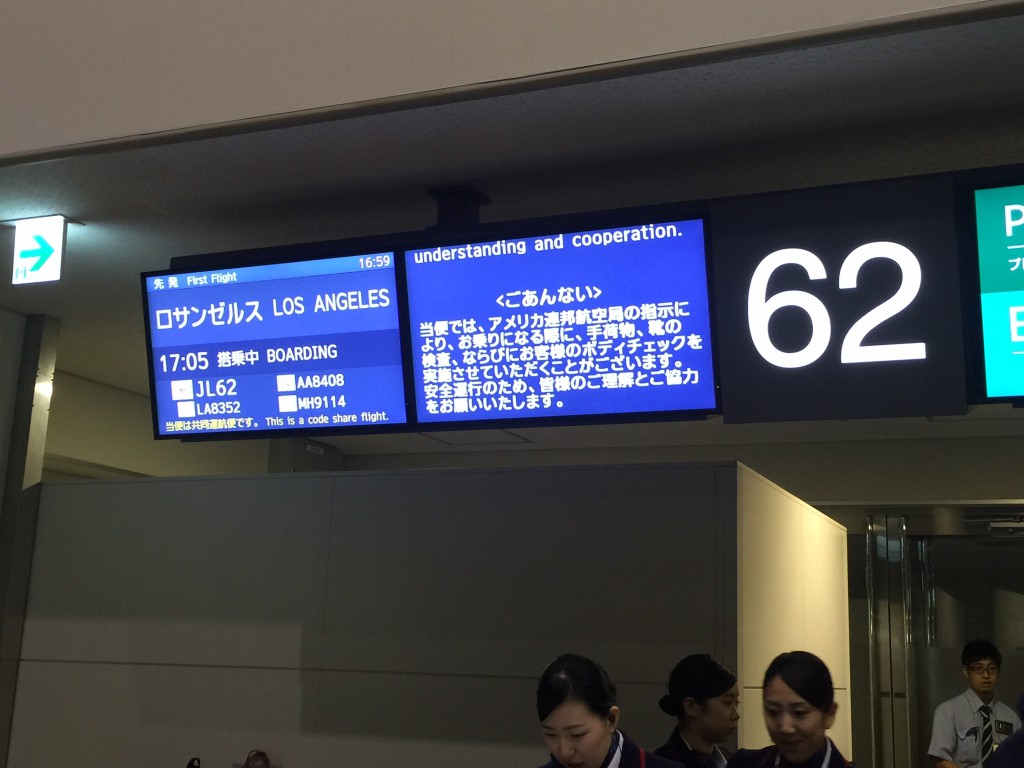 先発 First Flight 16:59
ロサンゼルス LOS ANGELES
17:05 搭乗中 BOARDING
JL62 AA8408
LA8352 MH9114
当便は共同運航便です。 This is a code share flight.
understanding and cooperation.
<ごあんない>
当便では、アメリカ連邦航空局の指示に
より、お乗りになる際に、手荷物、靴の
検査、ならびにお客様のボディチェックを
実施させていただくことがございます。
安全運行のため、皆様のご理解とご協力
をお願いいたします。
62
P
プ
E